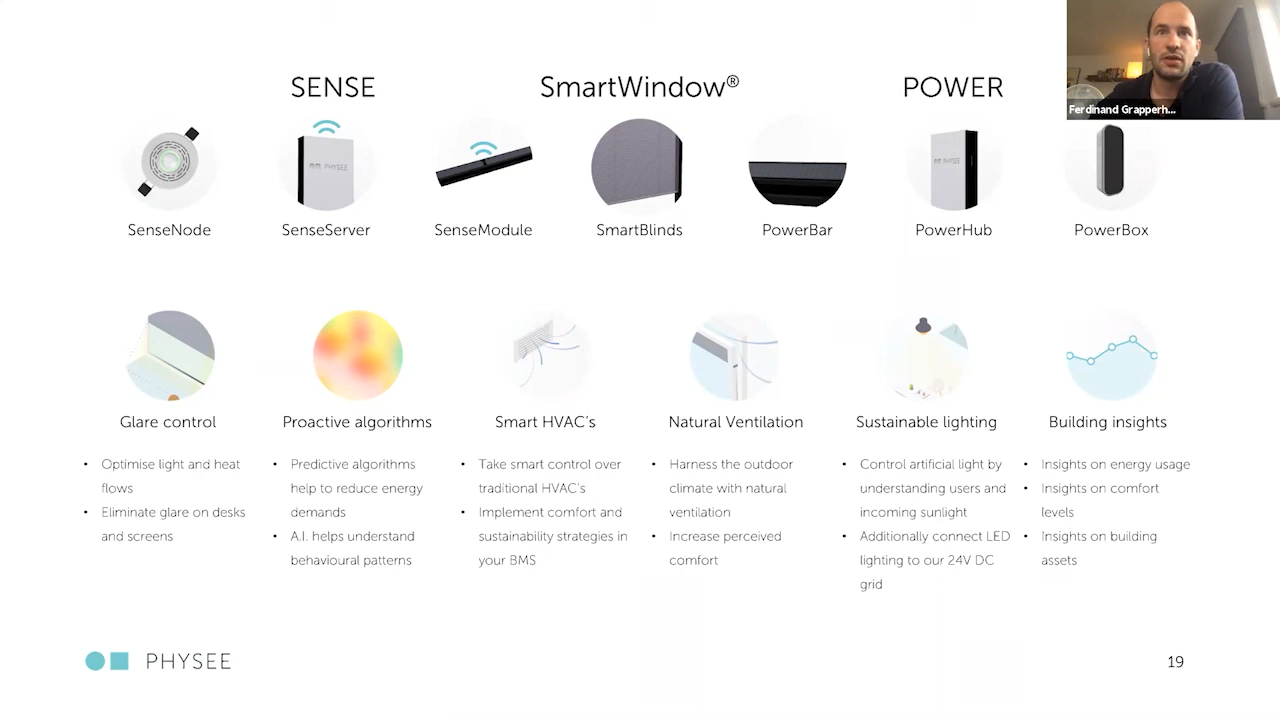 SENSE
SmartWindow®
POWER
Ferdinand Grapperh...
PHYSEE
PHYSEE
SenseNode
SenseServer
SenseModule
SmartBlinds
PowerBar
PowerHub
PowerBox
Glare control
• Optimise light and heat
flows
• Eliminate glare on desks
and screens
Proactive algorithms
• Predictive algorithms
help to reduce energy
demands
• A.I. helps understand
behavioural patterns
Smart HVAC's
• Take smart control over
traditional HVAC's
• Implement comfort and
sustainability strategies in
your BMS
Natural Ventilation
• Harness the outdoor
climate with natural
ventilation
• Increase perceived
comfort
Sustainable lighting
• Control artificial light by
understanding users and
incoming sunlight
• Additionally connect LED
lighting to our 24V DC
grid
Building insights
• Insights on energy usage
• Insights on comfort
levels
• Insights on building
assets
PHYSEE
19